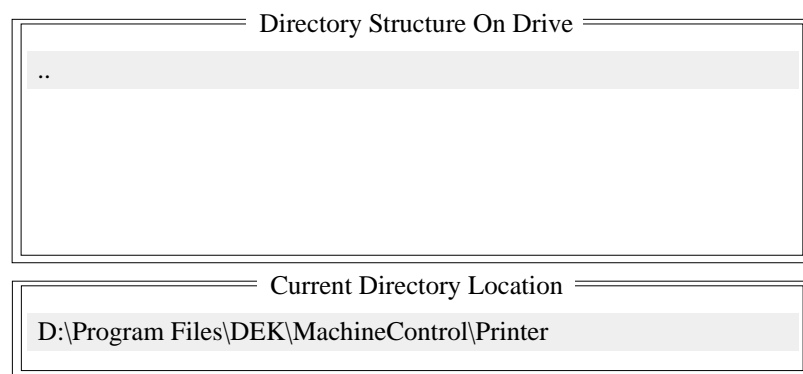 Directory Structure On Drive
..
Current Directory Location
D:\Program Files\DEK\MachineControl\Printer